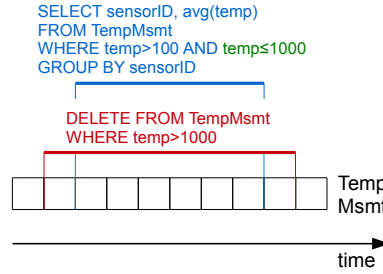 SELECT sensorID, avg(temp)
FROM TempMsmt
WHERE temp>100 AND temp≤1000
GROUP BY sensorID
DELETE FROM TempMsmt
WHERE temp>1000
Temp
Msmt
time